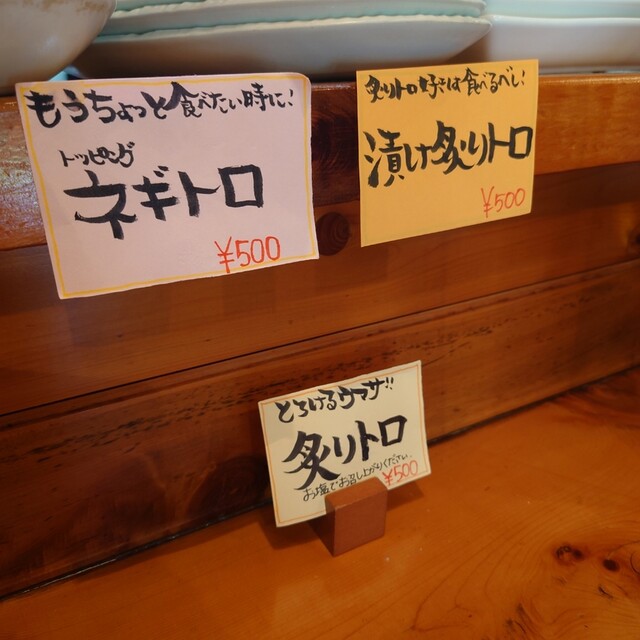 もうちょっと食べたい時に!
トッピング
ネギトロ
¥500
炙りトロ好きは食べるべし!
漬け炙りトロ
¥500
とろけるウマサ!!
炙りトロ
お塩でお召し上がりください。
¥500